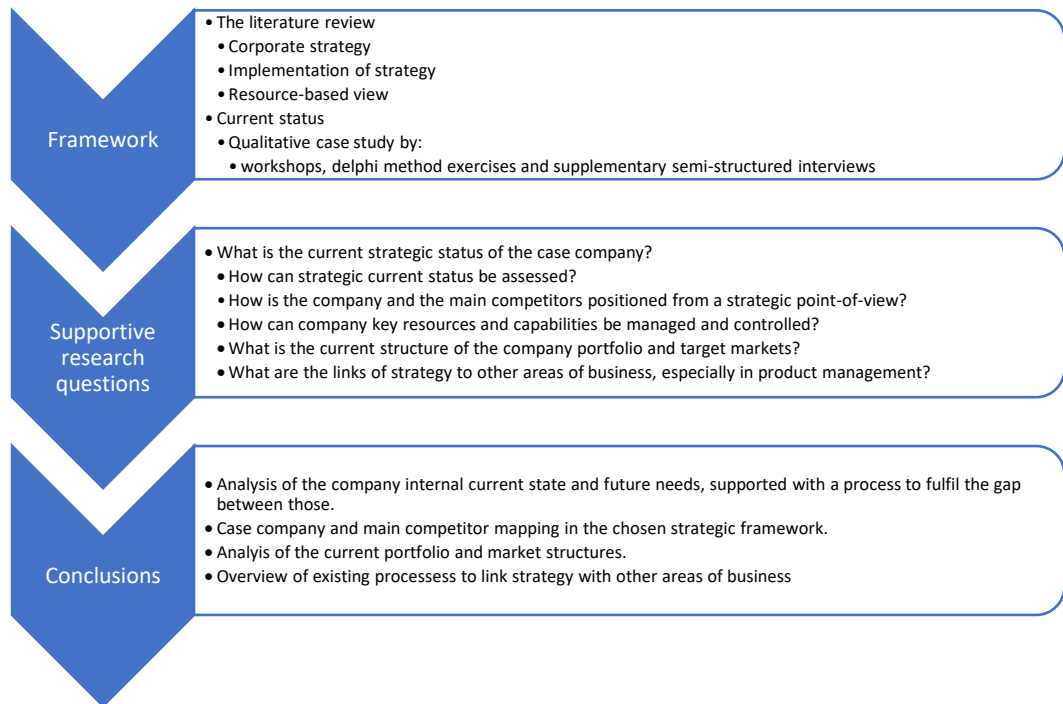 Framework
• The literature review
• Corporate strategy
• Implementation of strategy
• Resource-based view
• Current status
• Qualitative case study by:
• workshops, delphi method exercises and supplementary semi-structured interviews
Supportive
research
questions
• What is the current strategic status of the case company?
• How can strategic current status be assessed?
• How is the company and the main competitors positioned from a strategic point-of-view?
• How can company key resources and capabilities be managed and controlled?
• What is the current structure of the company portfolio and target markets?
• What are the links of strategy to other areas of business, especially in product management?
Conclusions
• Analysis of the company internal current state and future needs, supported with a process to fulfil the gap
between those.
• Case company and main competitor mapping in the chosen strategic framework.
• Analyis of the current portfolio and market structures.
• Overview of existing processess to link strategy with other areas of business